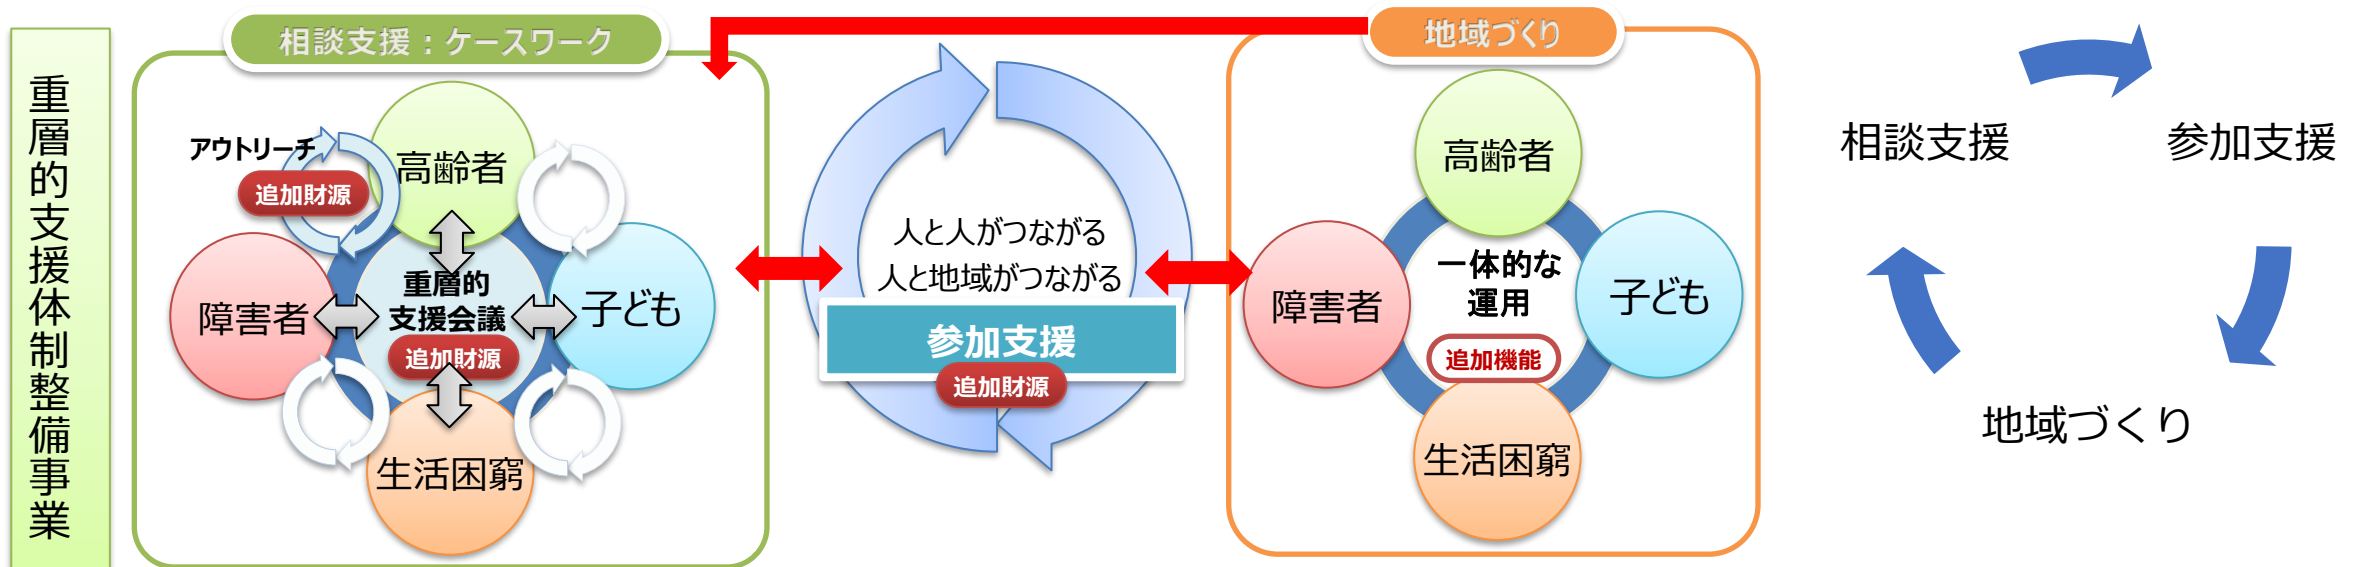 重層的支援体制整備事業
相談支援：ケースワーク
アウトリーチ
追加財源
高齢者
障害者
重層的
支援会議
追加財源
子ども
生活困窮
人と人がつながる
人と地域がつながる
参加支援
追加財源
地域づくり
高齢者
障害者
一体的な
運用
追加機能
子ども
生活困窮
相談支援
参加支援
地域づくり